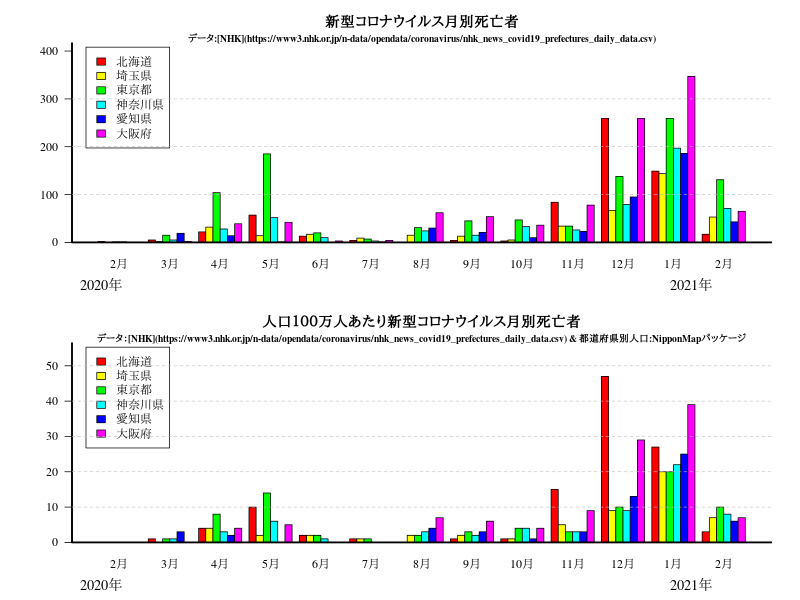 新型コロナウイルス月別死亡者
データ:[NHK](https://www3.nhk.or.jp/n-data/opendata/coronavirus/nhk_news_covid19_prefectures_daily_data.csv)
400
300
200
100
0
北海道
埼玉県
東京都
神奈川県
愛知県
大阪府
2月 3月 4月 5月 6月 7月 8月 9月 10月 11月 12月 1月 2月
2020年 2021年
人口100万人あたり新型コロナウイルス月別死亡者
データ:[NHK](https://www3.nhk.or.jp/n-data/opendata/coronavirus/nhk_news_covid19_prefectures_daily_data.csv) & 都道府県別人口:NipponMapパッケージ
50
40
30
20
10
0
北海道
埼玉県
東京都
神奈川県
愛知県
大阪府
2月 3月 4月 5月 6月 7月 8月 9月 10月 11月 12月 1月 2月
2020年 2021年